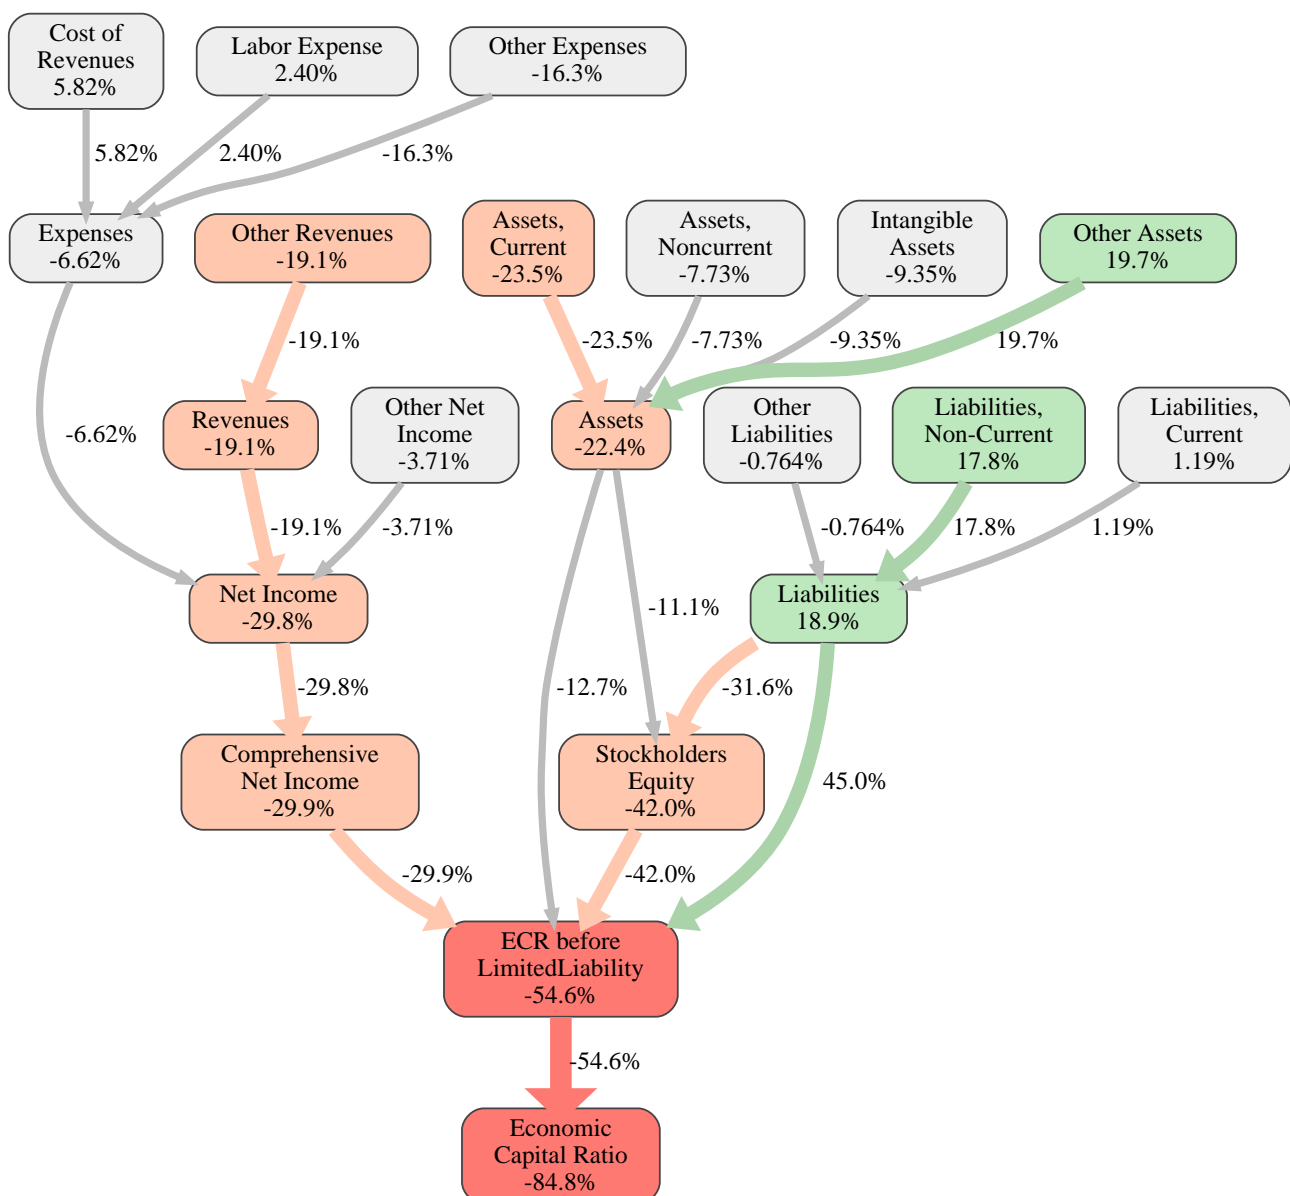 Cost of
Revenues
5.82%
Labor Expense
2.40%
Other Expenses
-16.3%
5.82%
2.40%
-16.3%
Expenses
-6.62%
Other Revenues
-19.1%
Assets,
Current
-23.5%
Assets,
Noncurrent
-7.73%
Intangible
Assets
-9.35%
Other Assets
19.7%
-19.1%
-23.5%
-7.73%
-9.35%
19.7%
-6.62%
Revenues
-19.1%
Other Net
Income
-3.71%
Assets
-22.4%
Other
Liabilities
-0.764%
Liabilities,
Non-Current
17.8%
Liabilities,
Current
1.19%
-19.1%
-3.71%
-0.764%
17.8%
1.19%
Net Income
-29.8%
-11.1%
Liabilities
18.9%
-29.8%
-12.7%
-31.6%
Comprehensive
Net Income
-29.9%
Stockholders
Equity
-42.0%
45.0%
-29.9%
-42.0%
ECR before
LimitedLiability
-54.6%
-54.6%
Economic
Capital Ratio
-84.8%